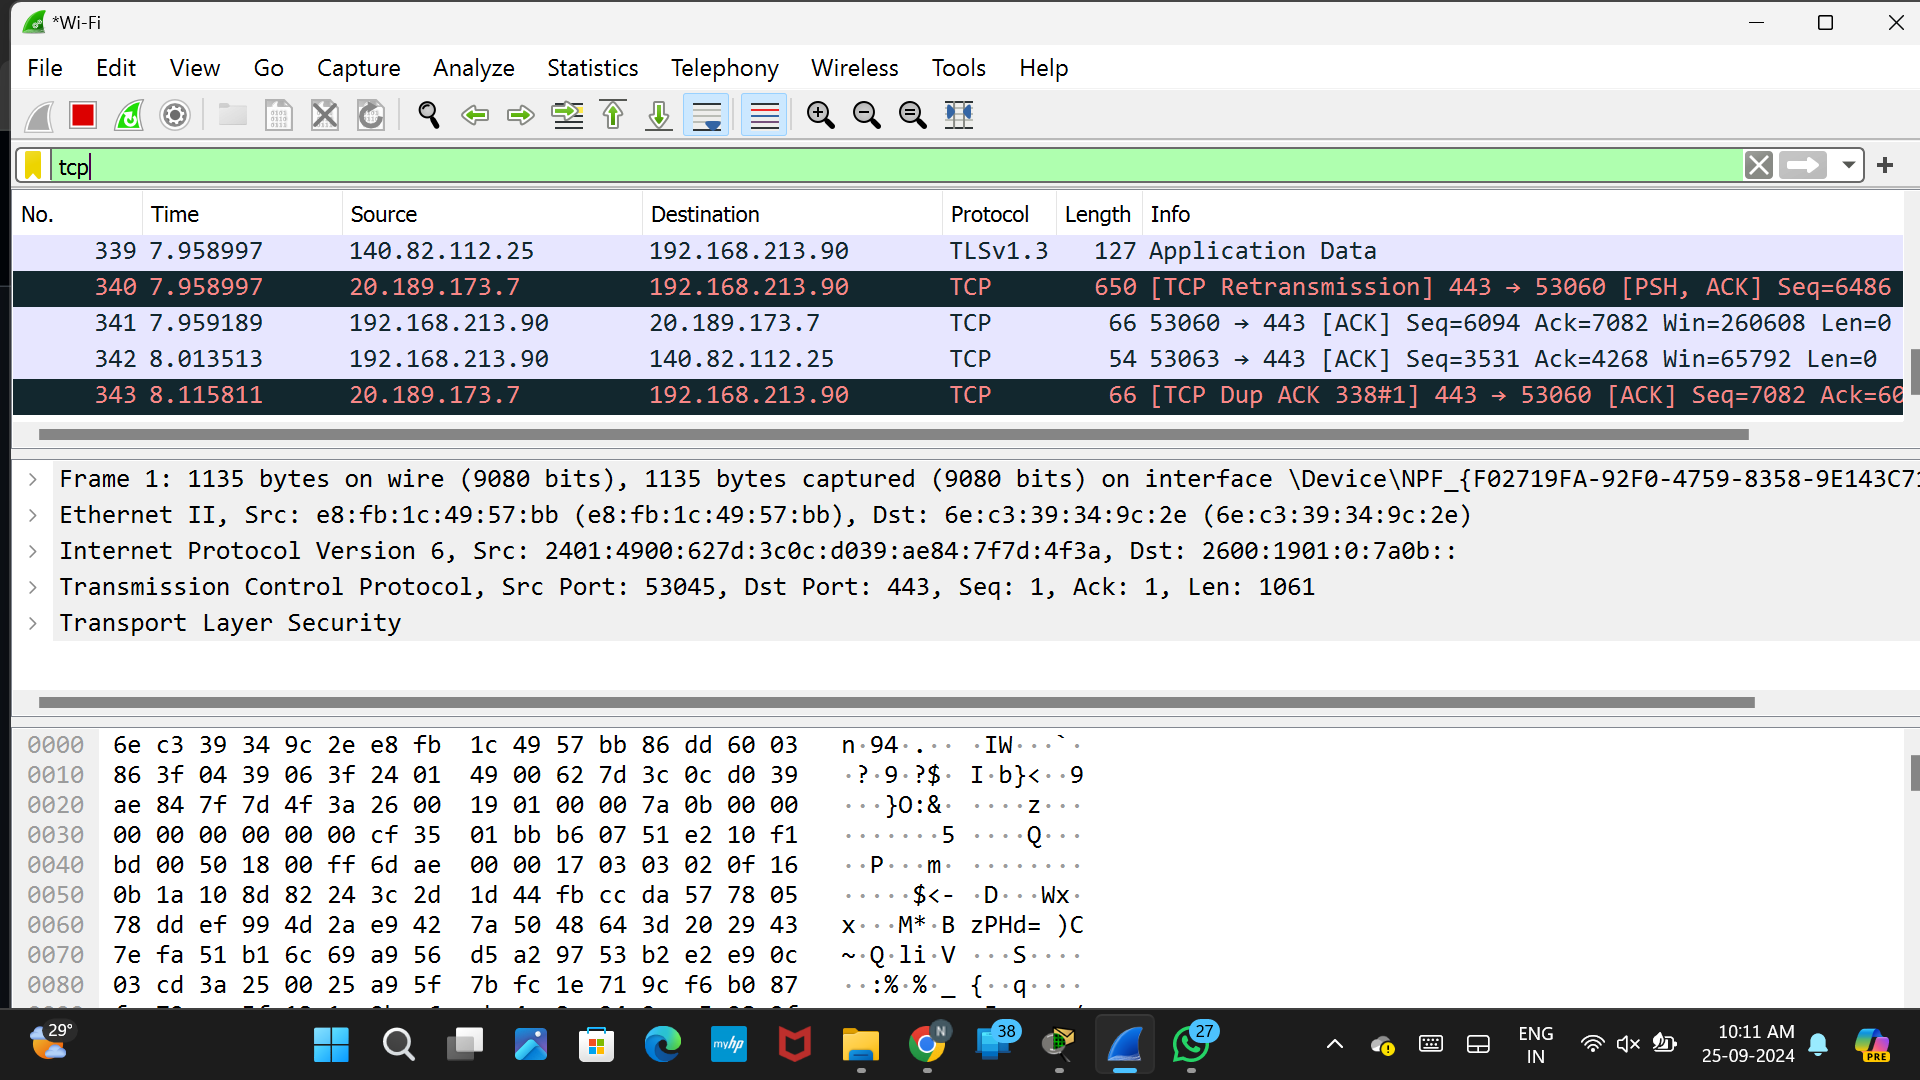 *Wi-Fi
File Edit View Go Capture Analyze Statistics Telephony Wireless Tools Help
tcp
No. Time Source Destination Protocol Length Info
339 7.958997 140.82.112.25 192.168.213.90 TLSv1.3 127 Application Data
340 7.958997 20.189.173.7 192.168.213.90 TCP 650 [TCP Retransmission] 443 → 53060 [PSH, ACK] Seq=6486
341 7.959189 192.168.213.90 20.189.173.7 TCP 66 53060 → 443 [ACK] Seq=6094 Ack=7082 Win=260608 Len=0
342 8.013513 192.168.213.90 140.82.112.25 TCP 54 53063 → 443 [ACK] Seq=3531 Ack=4268 Win=65792 Len=0
343 8.115811 20.189.173.7 192.168.213.90 TCP 66 [TCP Dup ACK 338#1] 443 → 53060 [ACK] Seq=7082 Ack=60
Frame 1: 1135 bytes on wire (9080 bits), 1135 bytes captured (9080 bits) on interface \Device\NPF_{F02719FA-92F0-4759-8358-9E143C71
Ethernet II, Src: e8:fb:1c:49:57:bb (e8:fb:1c:49:57:bb), Dst: 6e:c3:39:34:9c:2e (6e:c3:39:34:9c:2e)
Internet Protocol Version 6, Src: 2401:4900:627d:3c0c:d039:ae84:7f7d:4f3a, Dst: 2600:1901:0:7a0b::
Transmission Control Protocol, Src Port: 53045, Dst Port: 443, Seq: 1, Ack: 1, Len: 1061
Transport Layer Security
0000 6e c3 39 34 9c 2e e8 fb 1c 49 57 bb 86 dd 60 03 n·94·.·· ·IW···`·
0010 86 3f 04 39 06 3f 24 01 49 00 62 7d 3c 0c d0 39 ·?·9·?$· I·b}<··9
0020 ae 84 7f 7d 4f 3a 26 00 19 01 00 00 7a 0b 00 00 ···}O:&· ····z···
0030 00 00 00 00 00 00 cf 35 01 bb b6 07 51 e2 10 f1 ·······5 ····Q···
0040 bd 00 50 18 00 ff 6d ae 00 00 17 03 03 02 0f 16 ··P···m· ········
0050 0b 1a 10 8d 82 24 3c 2d 1d 44 fb cc da 57 78 05 ·····$<- ·D···Wx·
0060 78 dd ef 99 4d 2a e9 42 7a 50 48 64 3d 20 29 43 x···M*·B zPHd= )C
0070 7e fa 51 b1 6c 69 a9 56 d5 a2 97 53 b2 e2 e9 0c ~·Q·li·V ···S····
0080 03 cd 3a 25 00 25 a9 5f 7b fc 1e 71 9c f6 b0 87 ··:%·%·_ {··q····
29°
myhp
N
38
27
ENG
IN
10:11 AM
25-09-2024
PRE